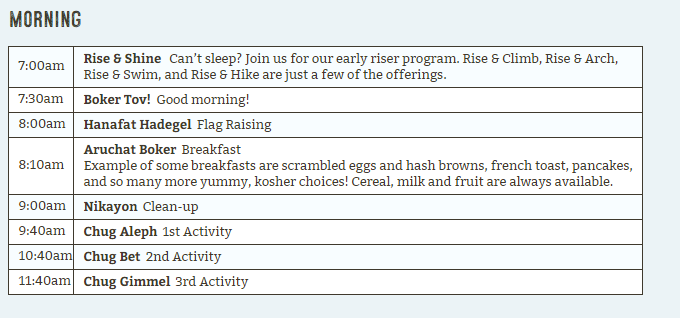 MORNING
7:00am Rise & Shine Can't sleep? Join us for our early riser program. Rise & Climb, Rise & Arch,
Rise & Swim, and Rise & Hike are just a few of the offerings.
7:30am Boker Tov! Good morning!
8:00am Hanafat Hadegel Flag Raising
8:10am Aruchat Boker Breakfast
Example of some breakfasts are scrambled eggs and hash browns, french toast, pancakes,
and so many more yummy, kosher choices! Cereal, milk and fruit are always available.
9:00am Nikayon Clean-up
9:40am Chug Aleph 1st Activity
10:40am Chug Bet 2nd Activity
11:40am Chug Gimmel 3rd Activity